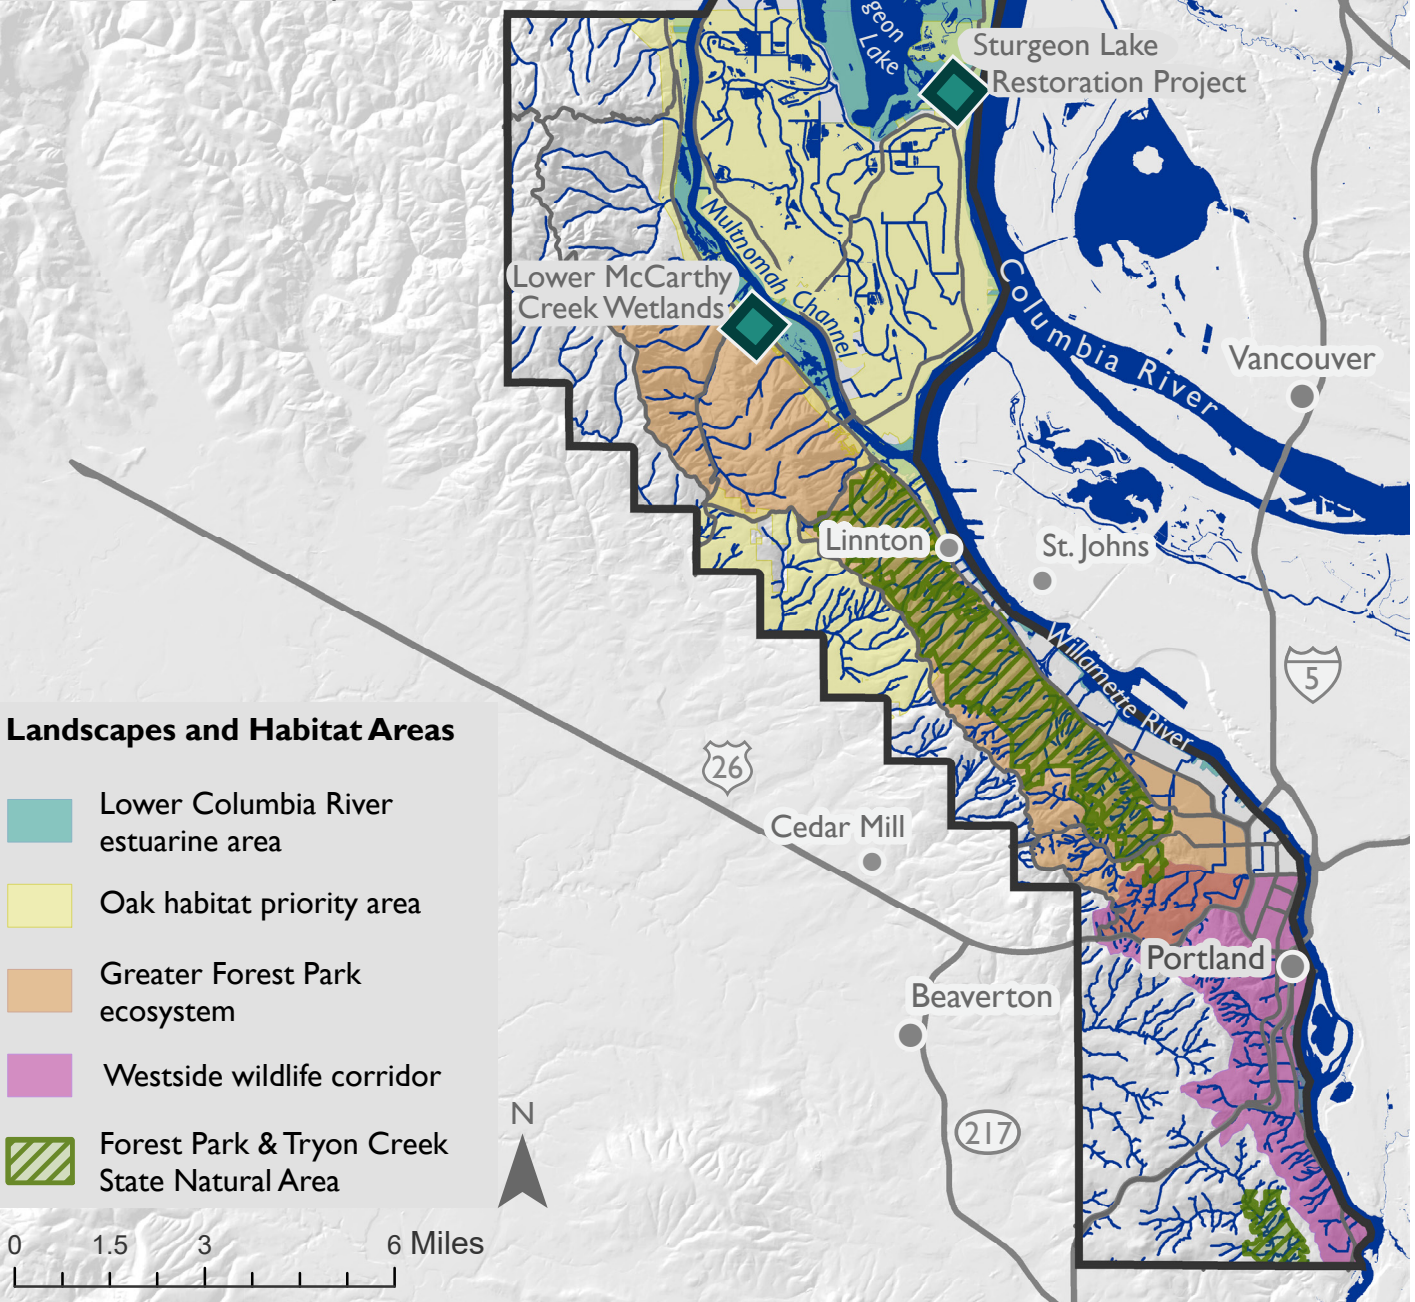 geon
Lake
Sturgeon Lake
Restoration Project
Multnomah Channel
Lower McCarthy
Creek Wetlands
Columbia River
Vancouver
Linnton
St. Johns
Willamette River
5
26
Cedar Mill
Portland
Beaverton
217
Landscapes and Habitat Areas
Lower Columbia River
estuarine area
Oak habitat priority area
Greater Forest Park
ecosystem
Westside wildlife corridor
Forest Park & Tryon Creek
State Natural Area
N
0 1.5 3 6 Miles